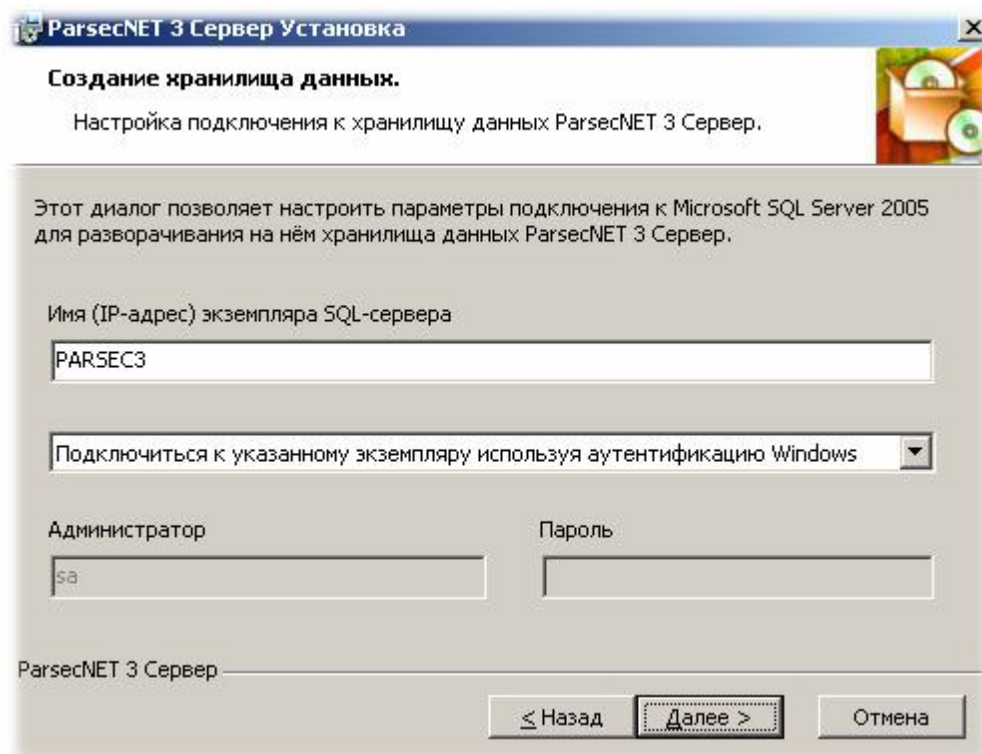 ParsecNET 3 Сервер Установка
Создание хранилища данных.
Настройка подключения к хранилищу данных ParsecNET 3 Сервер.
Этот диалог позволяет настроить параметры подключения к Microsoft SQL Server 2005
для разворачивания на нём хранилища данных ParsecNET 3 Сервер.
Имя (IP-адрес) экземпляра SQL-сервера
PARSEC3
Подключиться к указанному экземпляру используя аутентификацию Windows
Администратор Пароль
sa
ParsecNET 3 Сервер
< Назад Далее > Отмена